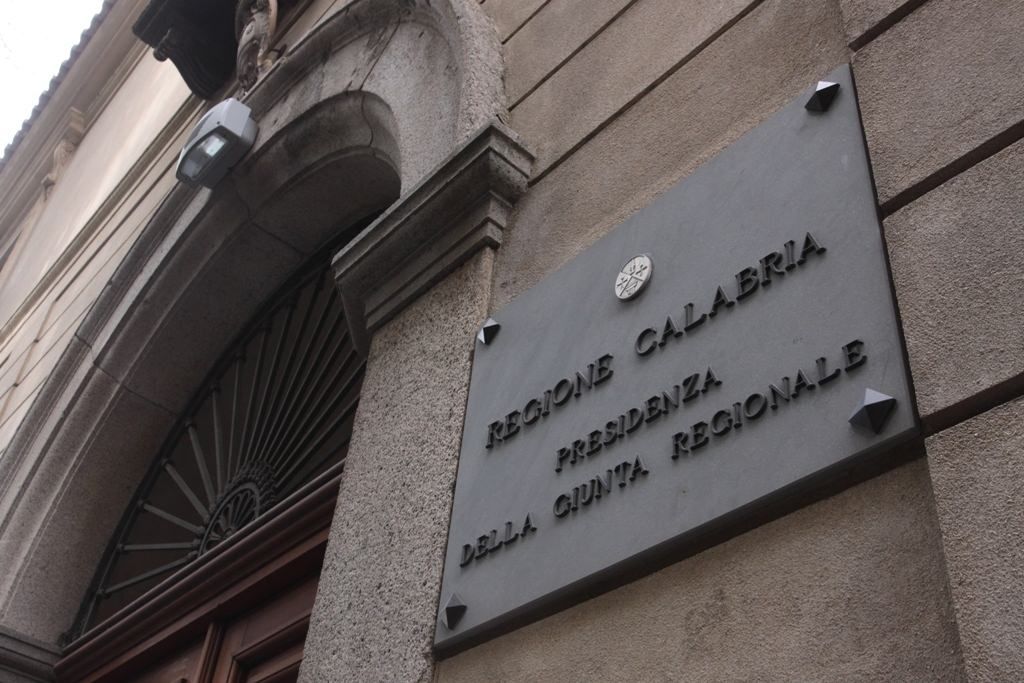 REGIONE CALABRIA
PRESIDENZA
DELLA GIUNTA REGIONALE